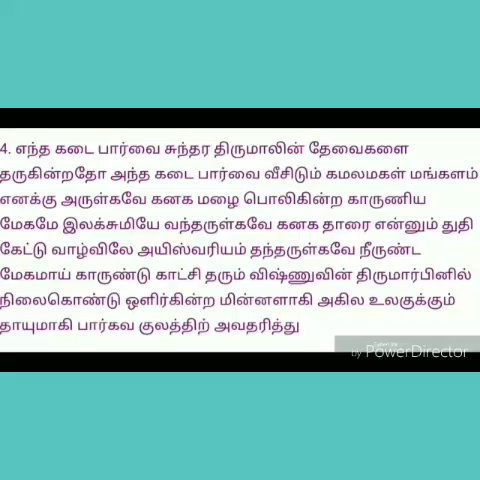 4. எந்த கடை பார்வை சுந்தர திருமாலின் தேவைகளை
தருகின்றதோ அந்த கடை பார்வை வீசிடும் கமலமகள் மங்களம்
எனக்கு அருள்கவே கனக மழை பொலிகின்ற காருணிய
மேகமே இலக்சுமியே வந்தருள்கவே கனக தாரை என்னும் துதி
கேட்டு வாழ்விலே அயிஸ்வரியம் தந்தருள்கவே நீருண்ட
மேகமாய் காருண்டு காட்சி தரும் விஷ்ணுவின் திருமார்பினில்
நிலைகொண்டு ஒளிர்கின்ற மின்னளாகி அகில உலகுக்கும்
தாயுமாகி பார்கவ குலத்திற் அவதரித்து
by PowerDirector